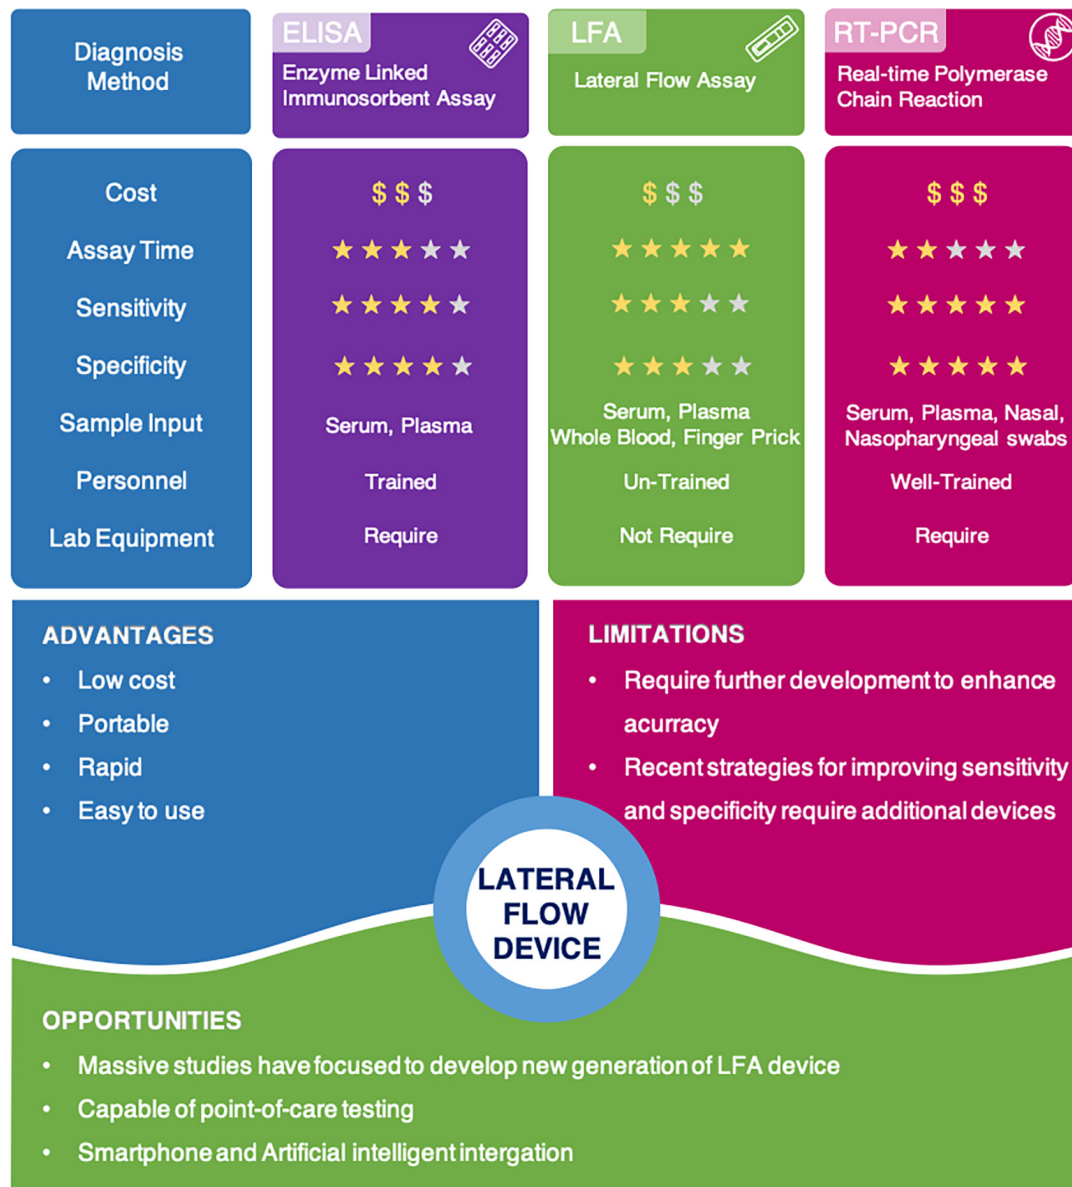 Diagnosis
Method
ELISA
Enzyme Linked
Immunosorbent Assay
LFA
Lateral Flow Assay
RT-PCR
Real-time Polymerase
Chain Reaction
Cost
$ $ $
$ $ $
$ $ $
Assay Time
Sensitivity
Specificity
Sample Input
Serum, Plasma
Serum, Plasma
Whole Blood, Finger Prick
Serum, Plasma, Nasal,
Nasopharyngeal swabs
Personnel
Trained
Un-Trained
Well-Trained
Lab Equipment
Require
Not Require
Require
ADVANTAGES
• Low cost
• Portable
• Rapid
• Easy to use
LIMITATIONS
• Require further development to enhance
acurracy
• Recent strategies for improving sensitivity
and specificity require additional devices
LATERAL
FLOW
DEVICE
OPPORTUNITIES
• Massive studies have focused to develop new generation of LFA device
• Capable of point-of-care testing
• Smartphone and Artificial intelligent intergation